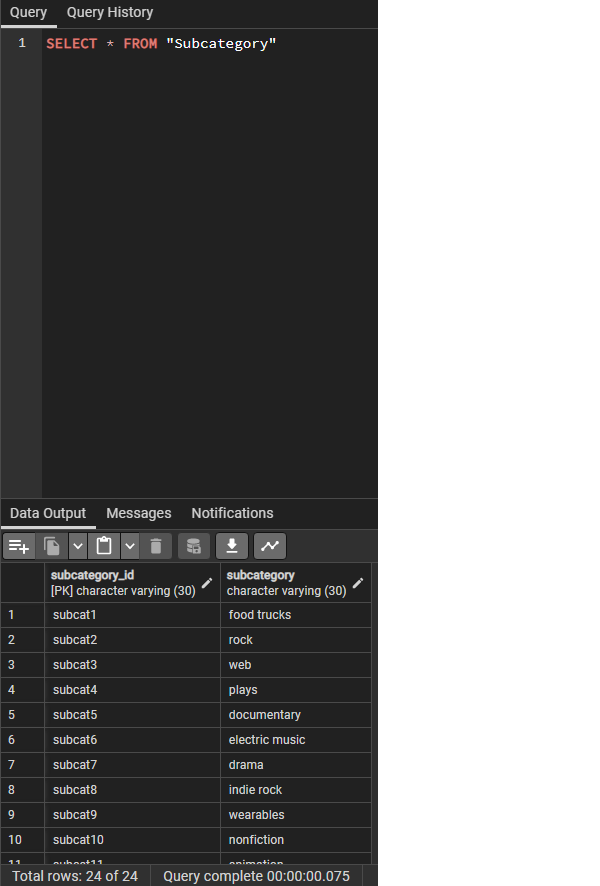 Query Query History
1 SELECT * FROM "Subcategory"
Data Output Messages Notifications
subcategory_id subcategory
[PK] character varying (30) character varying (30)
1 subcat1 food trucks
2 subcat2 rock
3 subcat3 web
4 subcat4 plays
5 subcat5 documentary
6 subcat6 electric music
7 subcat7 drama
8 subcat8 indie rock
9 subcat9 wearables
10 subcat10 nonfiction
11 subcat11 animation
Total rows: 24 of 24 Query complete 00:00:00.075